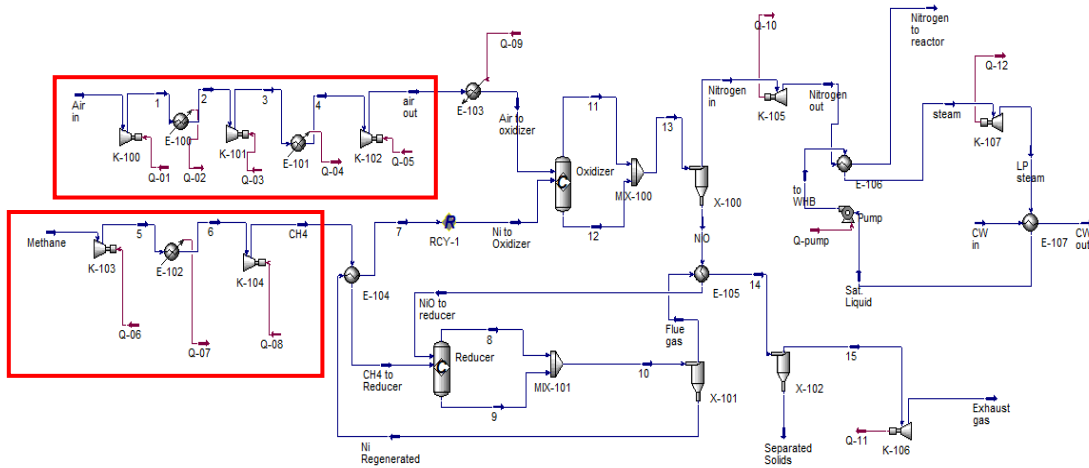 Air
in
1
2
3
4
air
out
K-100
E-100
K-101
E-101
K-102
Q-01
Q-02
Q-03
Q-04
Q-05
Q-09
E-103
Air to
oxidizer
11
Oxidizer
12
MIX-100
13
X-100
NiO
Nitrogen
in
Q-10
K-105
Nitrogen
out
Nitrogen
to
reactor
steam
Q-12
K-107
LP
steam
E-106
to
WHB
Pump
Q-pump
CW
in
E-107
CW
out
Sat.
Liquid
Methane
5
6
CH4
K-103
E-102
K-104
Q-06
Q-07
Q-08
7
R
RCY-1
Ni to
Oxidizer
E-104
E-105
14
NiO to
reducer
8
Reducer
C
C
CH4 to
Reducer
9
MIX-101
10
Flue
gas
X-101
Ni
Regenerated
15
X-102
Separated
Solids
Q-11
K-106
Exhaust
gas